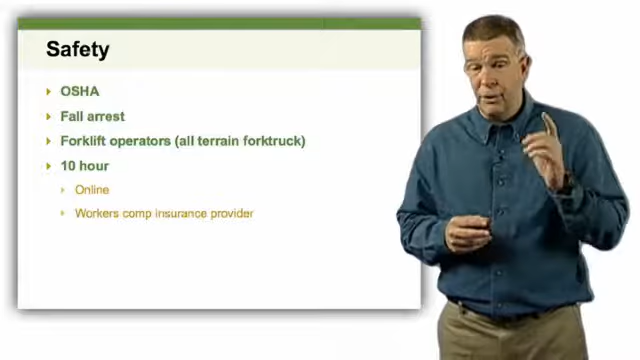 Safety
OSHA
Fall arrest
Forklift operators (all terrain forktruck)
10 hour
Online
Workers comp insurance provider